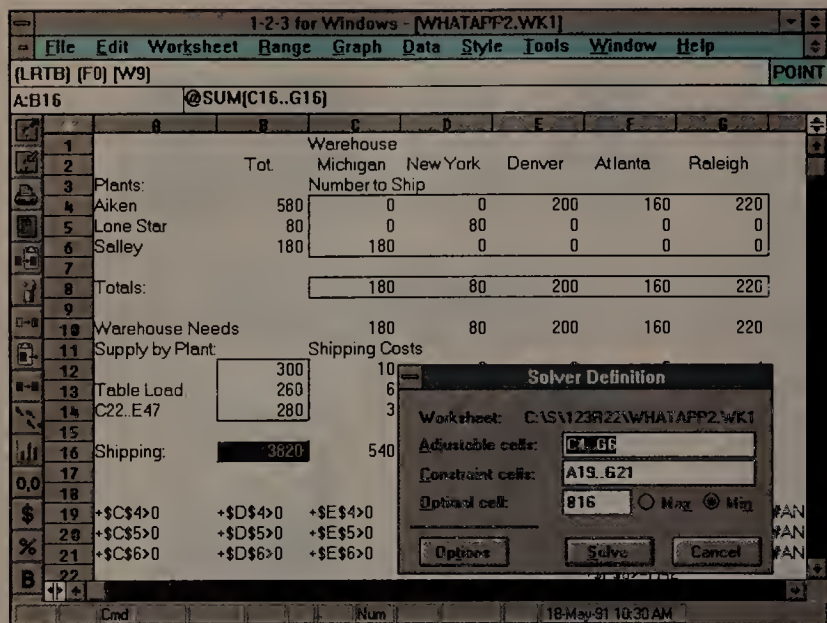 1-2-3 for Windows - [WHATAPP2.WK1]
File Edit Worksheet Range Graph Data Style Tools Window Help
{LRTB} (F0) [W9] POINT
A:B16 @SUM(C16..G16)
A B C D E F G
1 Warehouse
2 Tot. Michigan New York Denver Atlanta Raleigh
3 Plants: Number to Ship
4 Aiken 580 0 0 200 160 220
5 Lone Star 80 0 80 0 0 0
6 Salley 180 180 0 0 0 0
7
8 Totals: 180 80 200 160 220
9
10 Warehouse Needs 180 80 200 160 220
11 Supply by Plant: Shipping Costs
12 300 10
13 Table Load 260 6
14 C22..E47 280 3
15
16 Shipping: 3820 540
17
18
19 +$C$4>0 +$D$4>0 +$E$4>0 #AN
20 +$C$5>0 +$D$5>0 +$E$5>0 #AN
21 +$C$6>0 +$D$6>0 +$E$6>0 #AN
22
Solver Definition
Worksheet: C:\S\123R22\WHATAPP2.WK1
Adjustable cells: C4..G6
Constraint cells: A19..G21
Optimal cell: B16 Max Min
Options Solve Cancel
0,0
$
%
B
Cmd Num 18-May-91 10:30 AM